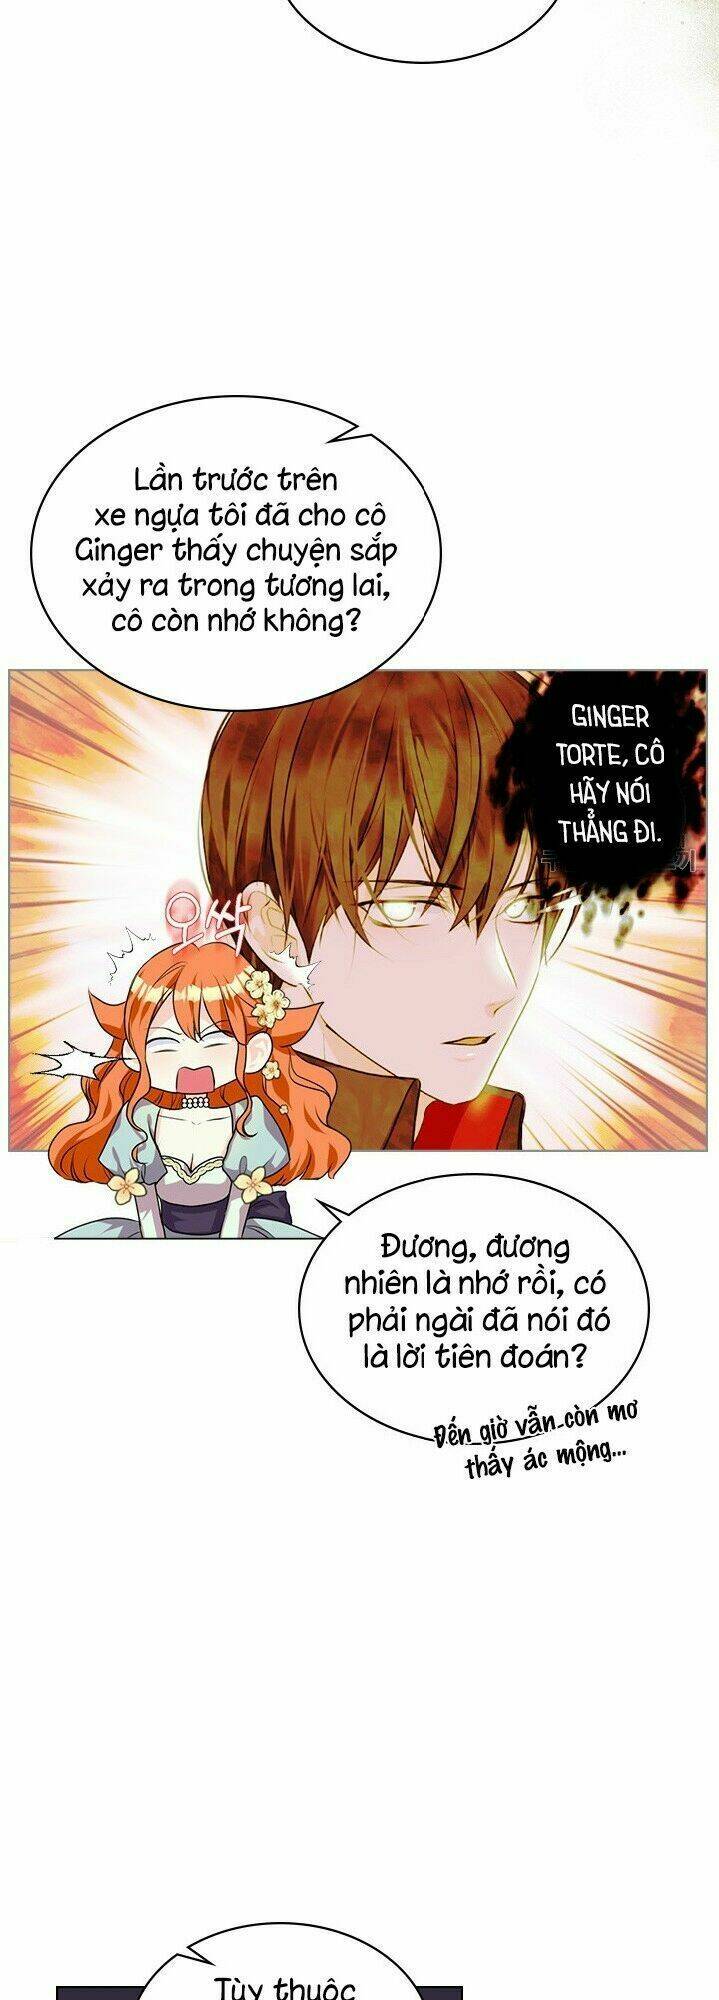 Lần trước trên
xe ngựa tôi đã cho cô
Ginger thấy chuyện sắp
xảy ra trong tương lai,
cô còn nhớ không?
GINGER
TORTE, CÔ
HÃY NÓI
THẲNG ĐI.
오싹
Đương, đương
nhiên là nhớ rồi, có
phải ngài đã nói đó
là lời tiên đoán?
Đến giờ vẫn còn mơ
thấy ác mộng...
Tùy thuộc